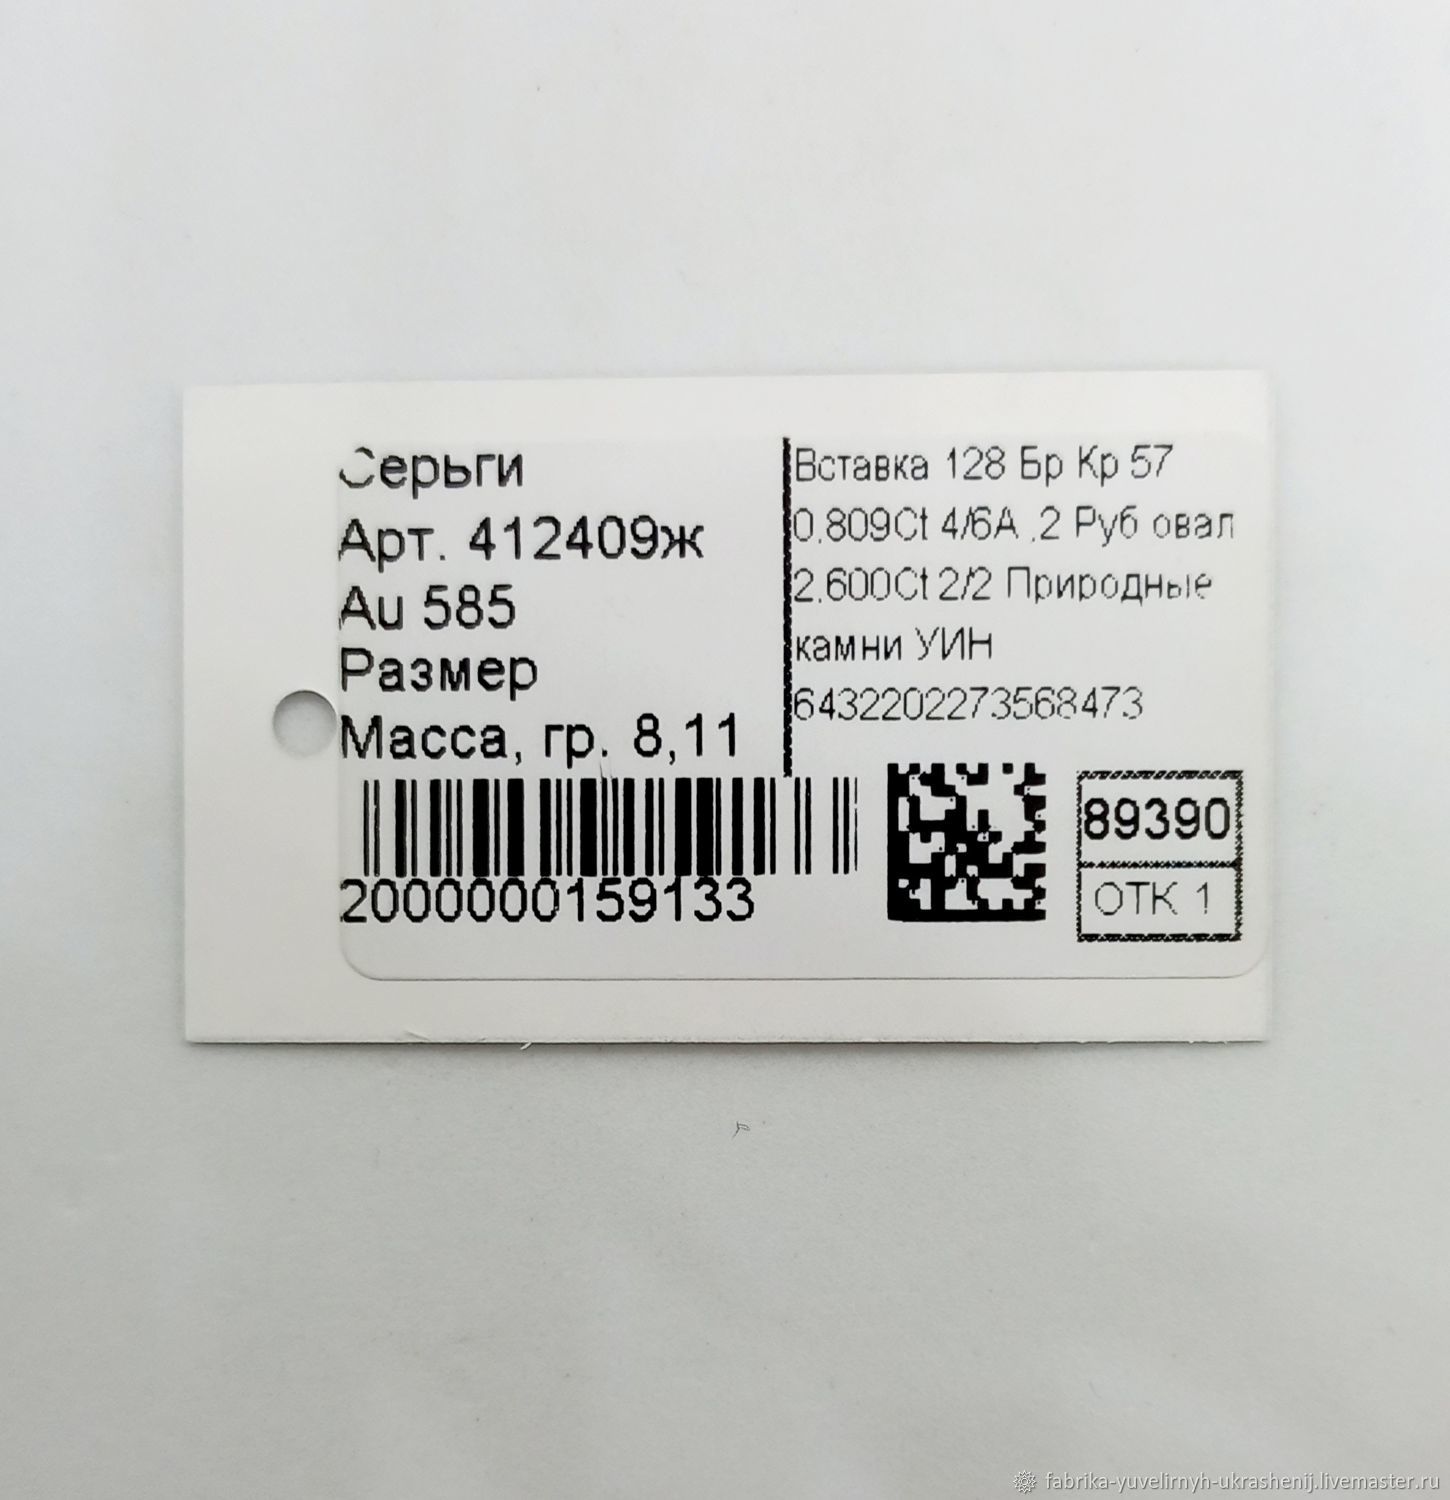 Серьги
Арт. 412409ж
Au 585
Размер
Масса, гр. 8,11
2000000159133
Вставка 128 Бр Кр 57
0.809Ct 4/6А ,2 Руб овал
2.600Ct 2/2 Природные
камни УИН
6432202273568473
89390
ОТК 1
fabrika-yuvelirnyh-ukrashenij.livemaster.ru